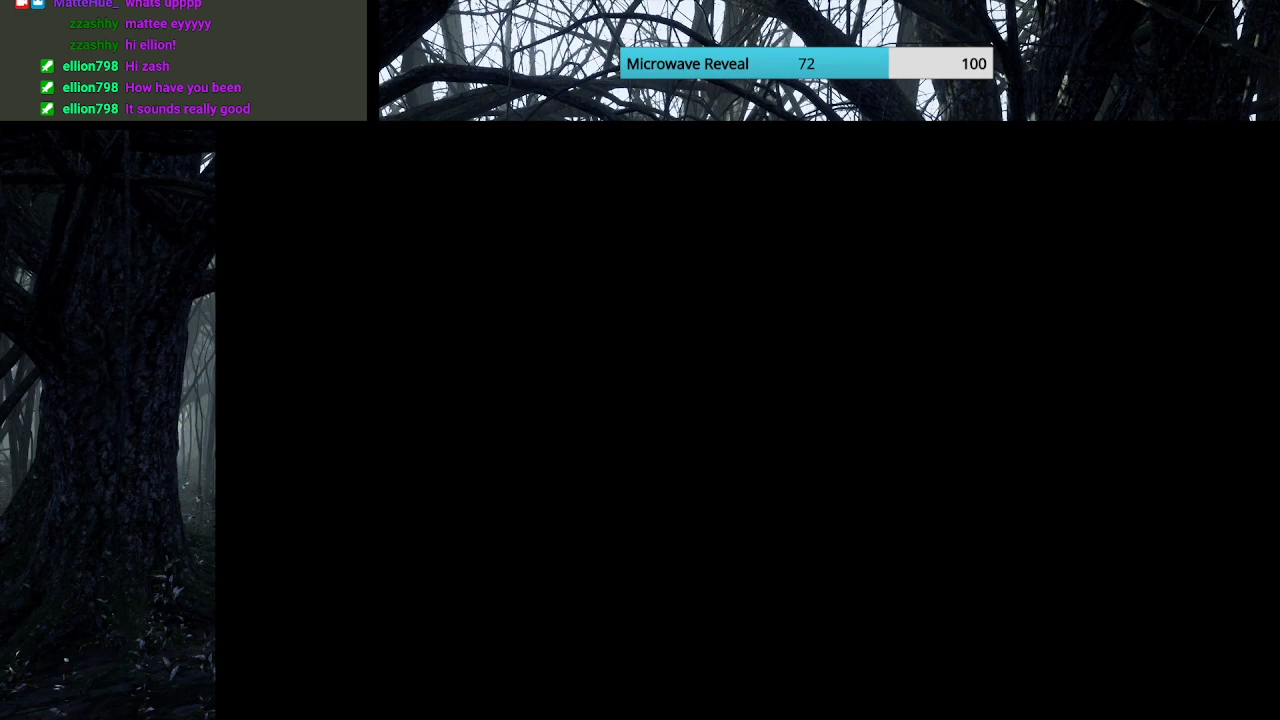 MatteHue_ whats upppp
zzashhy mattee eyyyyy
zzashhy hi ellion!
ellion798 Hi zash
ellion798 How have you been
ellion798 It sounds really good
Microwave Reveal 72 100